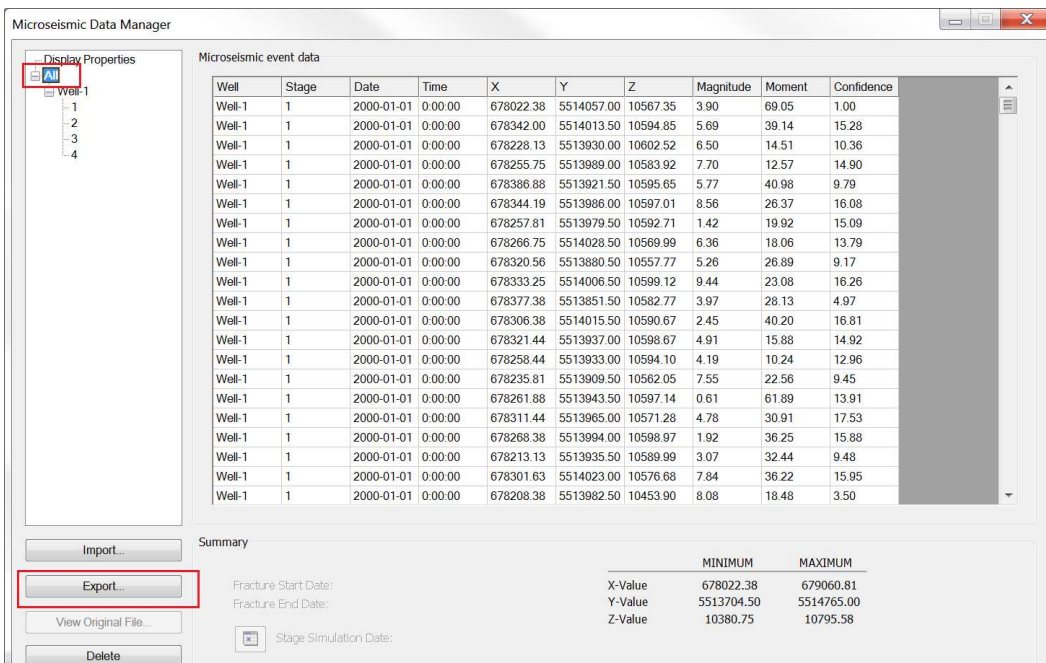 Microseismic Data Manager
Display Properties
All
Well-1
1
2
3
4
Microseismic event data
Well Stage Date Time X Y Z Magnitude Moment Confidence
Well-1 1 2000-01-01 0:00:00 678022.38 5514057.00 10567.35 3.90 69.05 1.00
Well-1 1 2000-01-01 0:00:00 678342.00 5514013.50 10594.85 5.69 39.14 15.28
Well-1 1 2000-01-01 0:00:00 678228.13 5513930.00 10602.52 6.50 14.51 10.36
Well-1 1 2000-01-01 0:00:00 678255.75 5513989.00 10583.92 7.70 12.57 14.90
Well-1 1 2000-01-01 0:00:00 678386.88 5513921.50 10595.65 5.77 40.98 9.79
Well-1 1 2000-01-01 0:00:00 678344.19 5513986.00 10597.01 8.56 26.37 16.08
Well-1 1 2000-01-01 0:00:00 678257.81 5513979.50 10592.71 1.42 19.92 15.09
Well-1 1 2000-01-01 0:00:00 678266.75 5514028.50 10569.99 6.36 18.06 13.79
Well-1 1 2000-01-01 0:00:00 678320.56 5513880.50 10557.77 5.26 26.89 9.17
Well-1 1 2000-01-01 0:00:00 678333.25 5514006.50 10599.12 9.44 23.08 16.26
Well-1 1 2000-01-01 0:00:00 678377.38 5513851.50 10582.77 3.97 28.13 4.97
Well-1 1 2000-01-01 0:00:00 678306.38 5514015.50 10590.67 2.45 40.20 16.81
Well-1 1 2000-01-01 0:00:00 678321.44 5513937.00 10598.67 4.91 15.88 14.92
Well-1 1 2000-01-01 0:00:00 678258.44 5513933.00 10594.10 4.19 10.24 12.96
Well-1 1 2000-01-01 0:00:00 678235.81 5513909.50 10562.05 7.55 22.56 9.45
Well-1 1 2000-01-01 0:00:00 678261.88 5513943.50 10597.14 0.61 61.89 13.91
Well-1 1 2000-01-01 0:00:00 678311.44 5513965.00 10571.28 4.78 30.91 17.53
Well-1 1 2000-01-01 0:00:00 678268.38 5513994.00 10598.97 1.92 36.25 15.88
Well-1 1 2000-01-01 0:00:00 678213.13 5513935.50 10589.99 3.07 32.44 9.48
Well-1 1 2000-01-01 0:00:00 678301.63 5514023.00 10576.68 7.84 36.22 15.95
Well-1 1 2000-01-01 0:00:00 678208.38 5513982.50 10453.90 8.08 18.48 3.50
Import...
Export...
View Original File...
Delete
Summary
MINIMUM MAXIMUM
Fracture Start Date: X-Value 678022.38 679060.81
Fracture End Date: Y-Value 5513704.50 5514765.00
Z-Value 10380.75 10795.58
Stage Simulation Date: